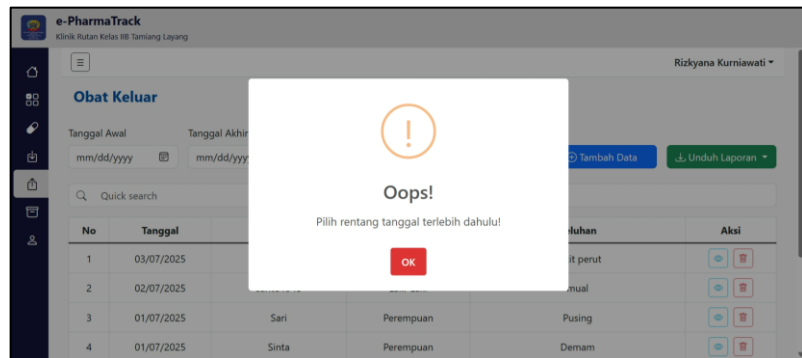 e-PharmaTrack
Klinik Rutan Kelas IIB Tamiang Layang
Rizkyana Kurniawati
Obat Keluar
Tanggal Awal Tanggal Akhir
mm/dd/yyyy mm/dd/yyy
Tambah Data
Unduh Laporan
Quick search
!
Oops!
Pilih rentang tanggal terlebih dahulu!
OK
No Tanggal eluhan Aksi
1 03/07/2025 it perut
2 02/07/2025 mual
3 01/07/2025 Sari Perempuan Pusing
4 01/07/2025 Sinta Perempuan Demam